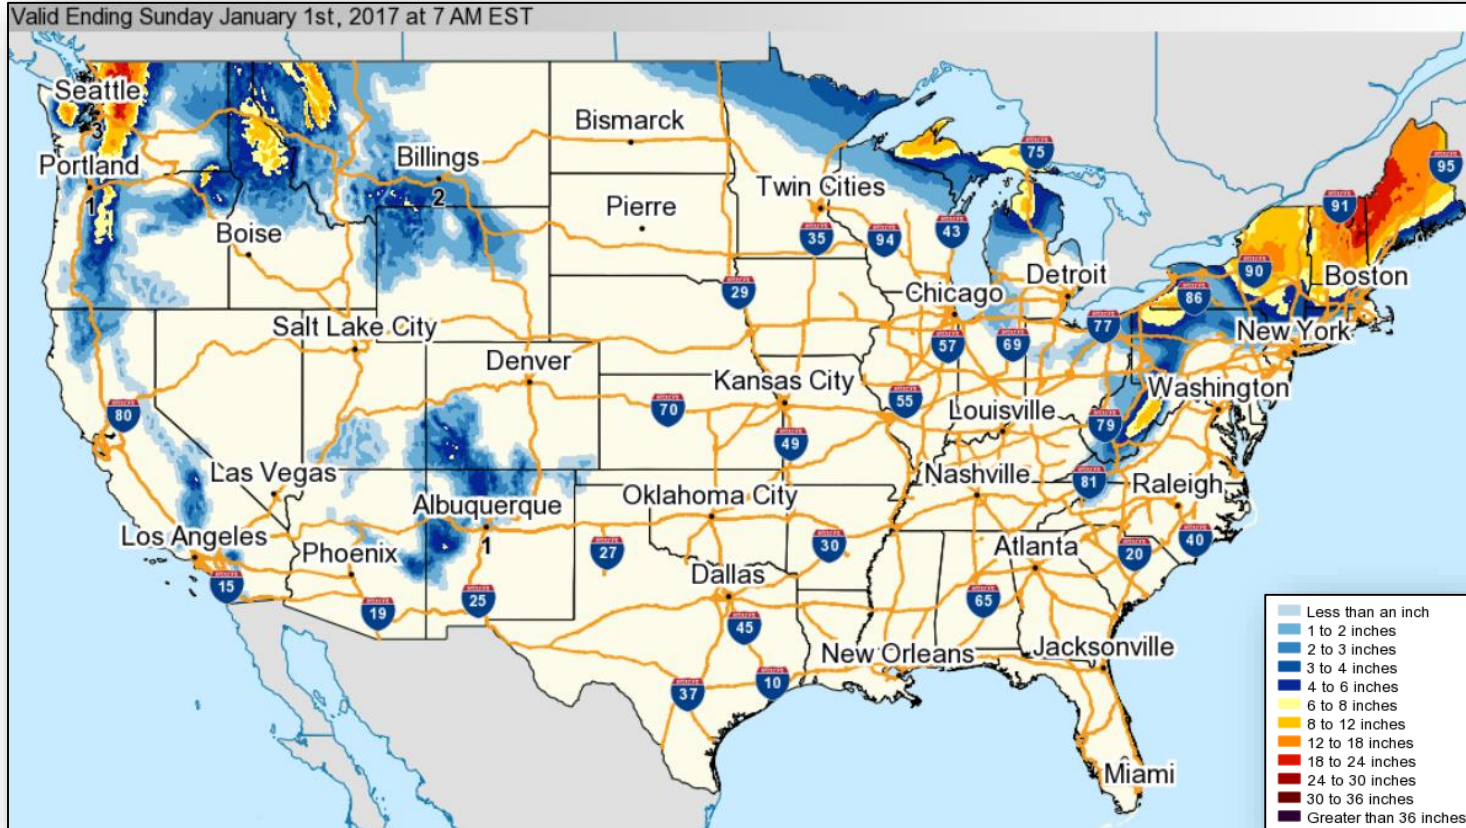 Valid Ending Sunday January 1st, 2017 at 7 AM EST
Seattle
3
Portland
1
Billings
2
Bismarck
Pierre
Twin Cities
Boise
35
94
43
75
95
91
90
86
29
Chicago
Detroit
Boston
Salt Lake City
Denver
57
69
77
New York
80
70
Kansas City
55
Louisville
79
Washington
49
Las Vegas
Albuquerque
1
Oklahoma City
Nashville
81
Raleigh
Los Angeles
Phoenix
27
30
Atlanta
20
40
15
19
25
Dallas
65
45
New Orleans
Jacksonville
37
10
Miami
Less than an inch
1 to 2 inches
2 to 3 inches
3 to 4 inches
4 to 6 inches
6 to 8 inches
8 to 12 inches
12 to 18 inches
18 to 24 inches
24 to 30 inches
30 to 36 inches
Greater than 36 inches